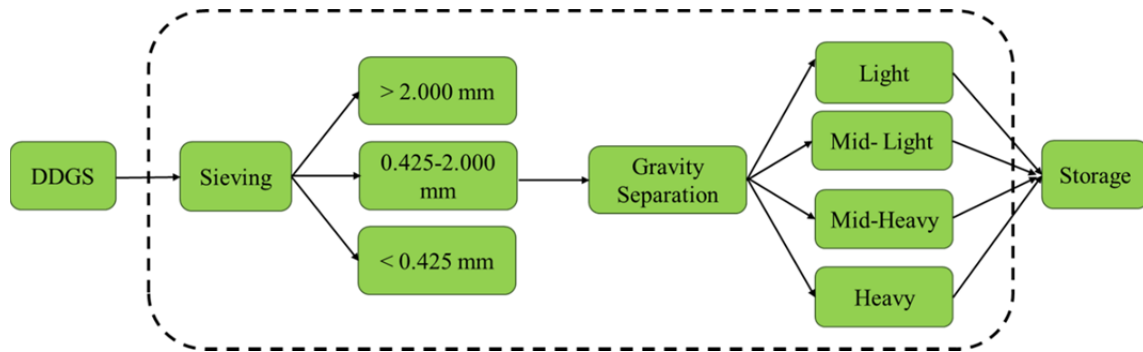 DDGS
Sieving
> 2.000 mm
0.425-2.000
mm
< 0.425 mm
Gravity
Separation
Light
Mid- Light
Mid-Heavy
Heavy
Storage